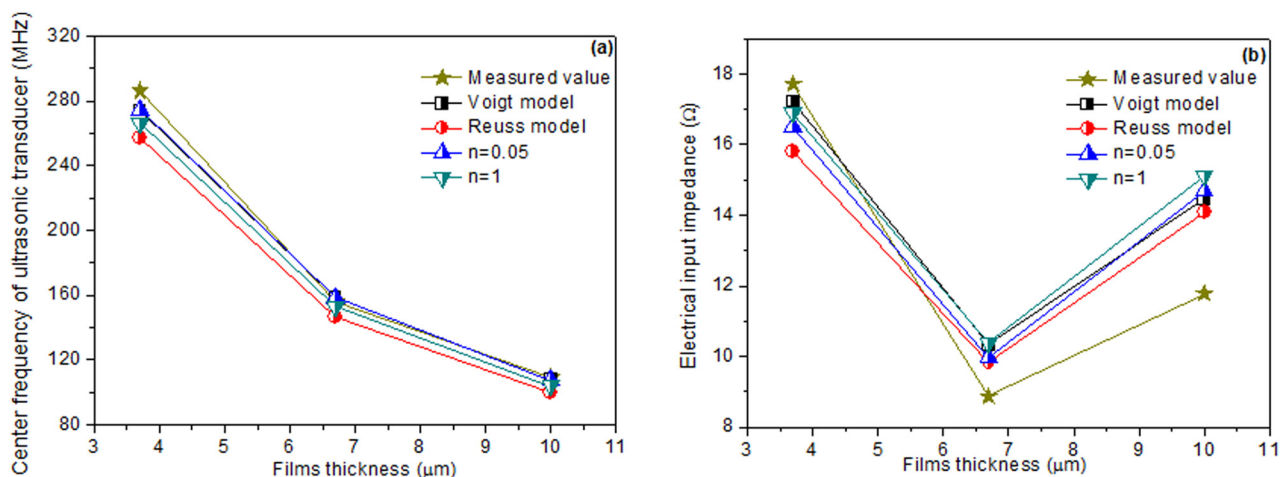 (a)
Center frequency of ultrasonic transducer (MHz)
320
280
240
200
160
120
80
Measured value
Voigt model
Reuss model
n=0.05
n=1
3 4 5 6 7 8 9 10 11
Films thickness (μm)
(b)
Electrical input impedance (Ω)
18
16
14
12
10
8
Measured value
Voigt model
Reuss model
n=0.05
n=1
3 4 5 6 7 8 9 10 11
Films thickness (μm)